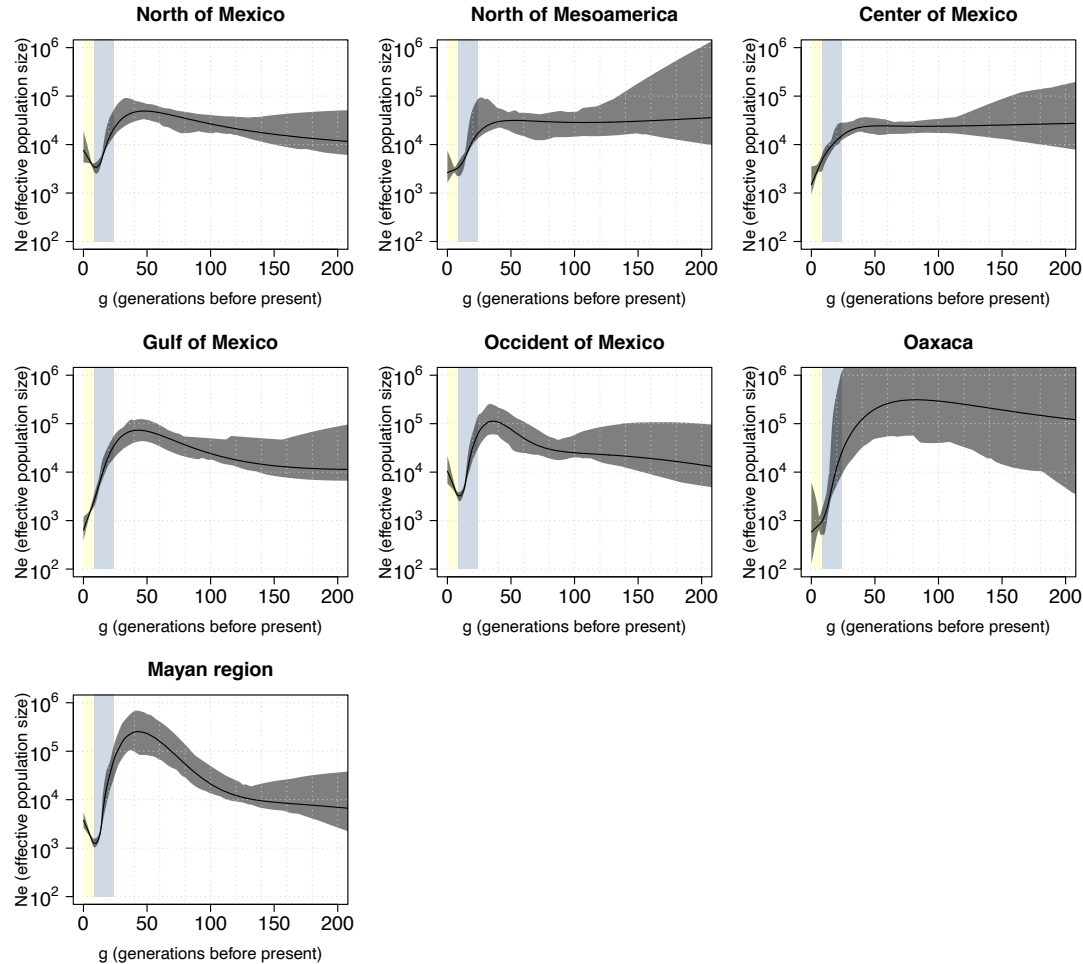 North of Mexico
Ne (effective population size)
10^6
10^5
10^4
10^3
10^2
0 50 100 150 200
g (generations before present)
North of Mesoamerica
Ne (effective population size)
10^6
10^5
10^4
10^3
10^2
0 50 100 150 200
g (generations before present)
Center of Mexico
Ne (effective population size)
10^6
10^5
10^4
10^3
10^2
0 50 100 150 200
g (generations before present)
Gulf of Mexico
Ne (effective population size)
10^6
10^5
10^4
10^3
10^2
0 50 100 150 200
g (generations before present)
Occident of Mexico
Ne (effective population size)
10^6
10^5
10^4
10^3
10^2
0 50 100 150 200
g (generations before present)
Oaxaca
Ne (effective population size)
10^6
10^5
10^4
10^3
10^2
0 50 100 150 200
g (generations before present)
Mayan region
Ne (effective population size)
10^6
10^5
10^4
10^3
10^2
0 50 100 150 200
g (generations before present)